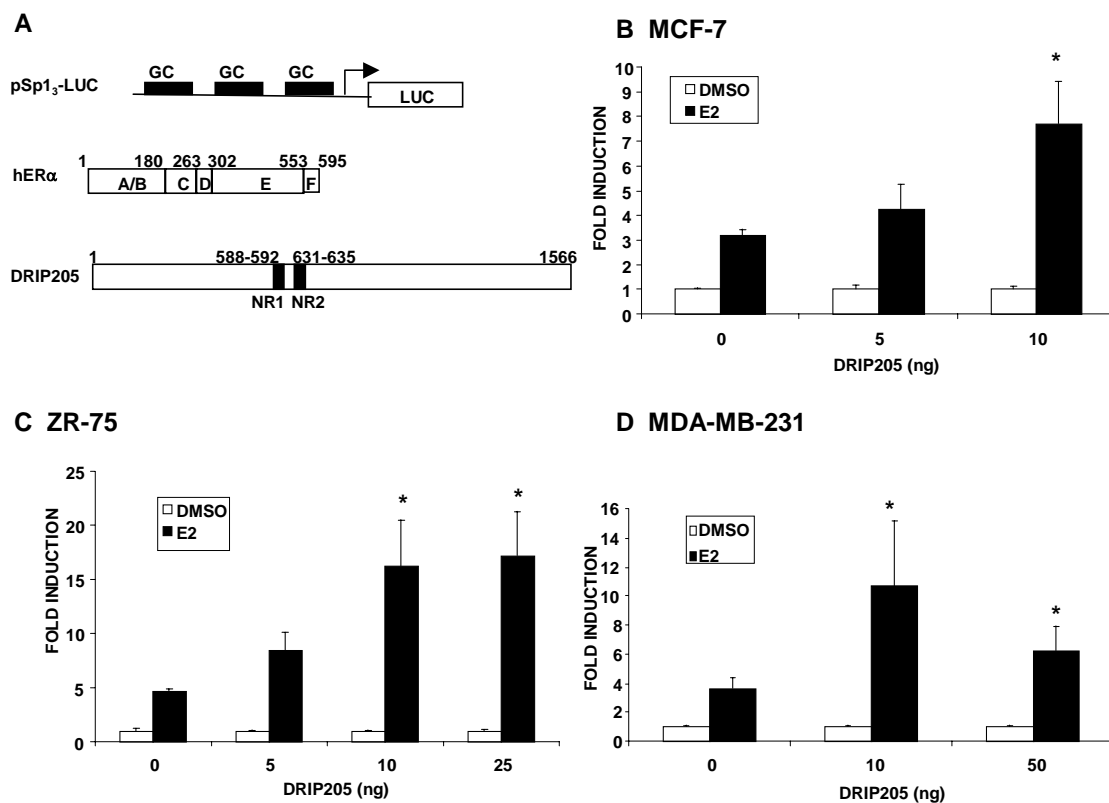 A
pSp1₃-LUC
GC GC GC
LUC
hERα
1 180 263 302 553 595
A/B C D E F
DRIP205
1 588-592 631-635 1566
NR1 NR2
B MCF-7
FOLD INDUCTION
10
9
8
7
6
5
4
3
2
1
0
DMSO
E2
*
0 5 10
DRIP205 (ng)
C ZR-75
FOLD INDUCTION
25
20
15
10
5
0
DMSO
E2
* *
0 5 10 25
DRIP205 (ng)
D MDA-MB-231
FOLD INDUCTION
16
14
12
10
8
6
4
2
0
DMSO
E2
* *
0 10 50
DRIP205 (ng)